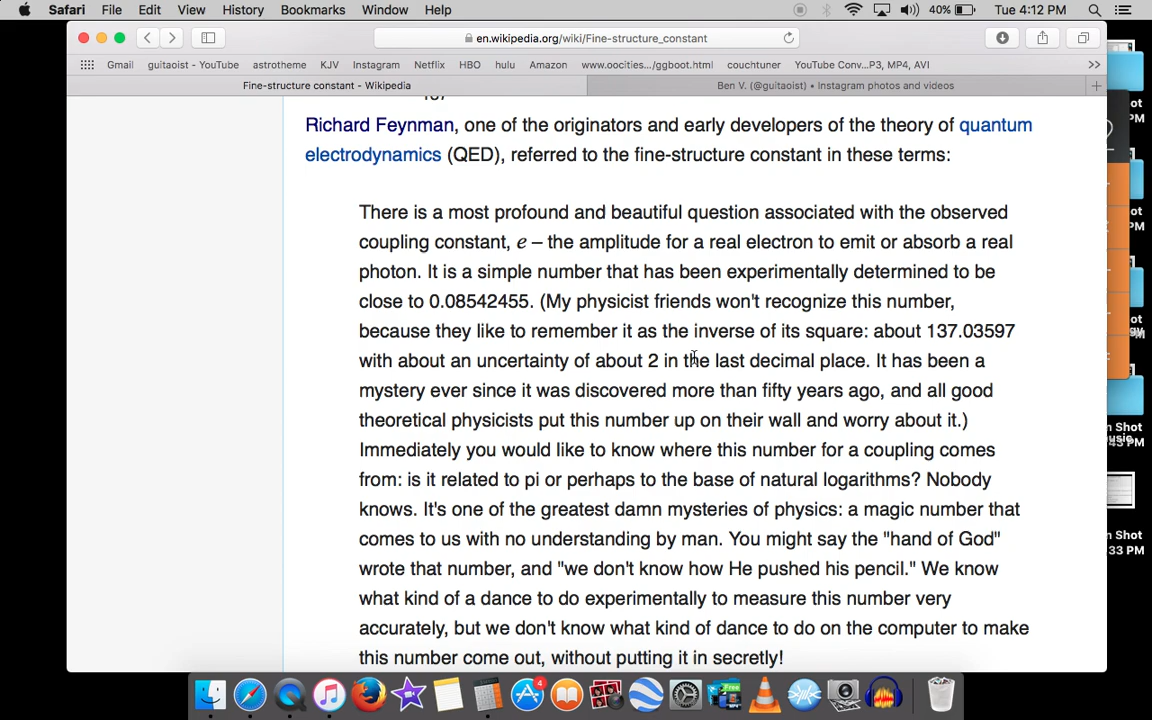 Safari File Edit View History Bookmarks Window Help 40% Tue 4:12 PM
en.wikipedia.org/wiki/Fine-structure_constant
Gmail guitaoist - YouTube astrotheme KJV Instagram Netflix HBO hulu Amazon www.oocities.../ggboot.html couchtuner YouTube Conv...P3, MP4, AVI >>
Fine-structure constant - Wikipedia Ben V. (@guitaoist) • Instagram photos and videos
Richard Feynman, one of the originators and early developers of the theory of quantum
electrodynamics (QED), referred to the fine-structure constant in these terms:
There is a most profound and beautiful question associated with the observed
coupling constant, e – the amplitude for a real electron to emit or absorb a real
photon. It is a simple number that has been experimentally determined to be
close to 0.08542455. (My physicist friends won't recognize this number,
because they like to remember it as the inverse of its square: about 137.03597
with about an uncertainty of about 2 in the last decimal place. It has been a
mystery ever since it was discovered more than fifty years ago, and all good
theoretical physicists put this number up on their wall and worry about it.)
Immediately you would like to know where this number for a coupling comes
from: is it related to pi or perhaps to the base of natural logarithms? Nobody
knows. It's one of the greatest damn mysteries of physics: a magic number that
comes to us with no understanding by man. You might say the "hand of God"
wrote that number, and "we don't know how He pushed his pencil." We know
what kind of a dance to do experimentally to measure this number very
accurately, but we don't know what kind of dance to do on the computer to make
this number come out, without putting it in secretly!
ot
PM
ot
PM
ot
n Shot
43 PM
n Shot
33 PM
4
Free